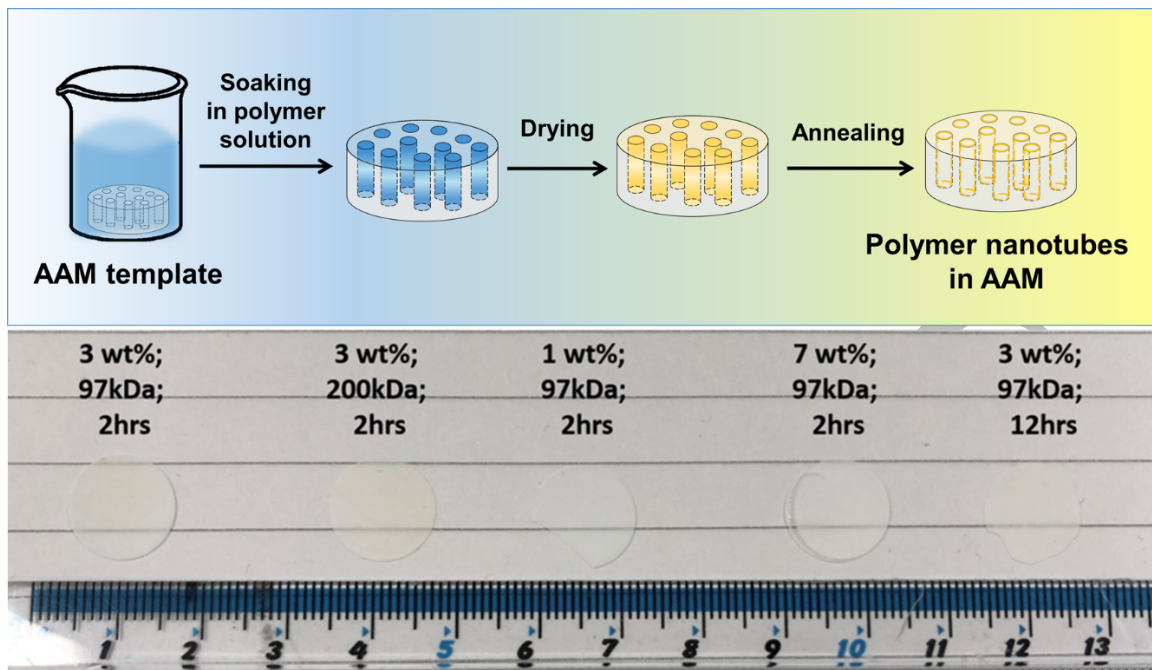 Soaking
in polymer
solution
Drying
Annealing
AAM template
Polymer nanotubes
in AAM
3 wt%;
97kDa;
2hrs
3 wt%;
200kDa;
2hrs
1 wt%;
97kDa;
2hrs
7 wt%;
97kDa;
2hrs
3 wt%;
97kDa;
12hrs
1 2 3 4 5 6 7 8 9 10 11 12 13